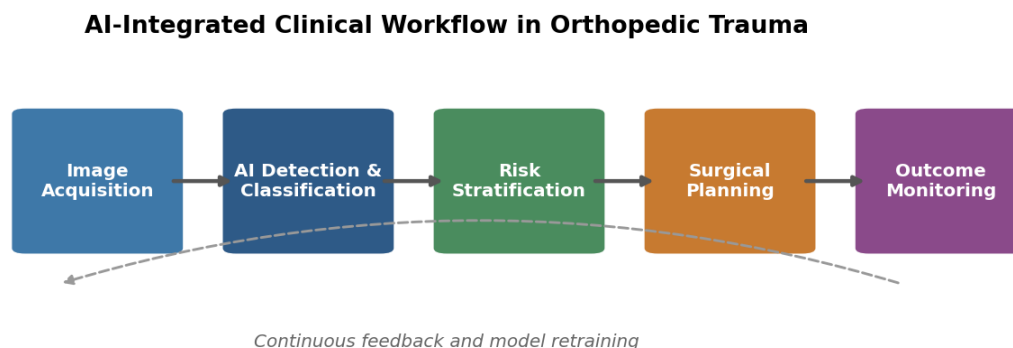 AI-Integrated Clinical Workflow in Orthopedic Trauma
Image
Acquisition
AI Detection &
Classification
Risk
Stratification
Surgical
Planning
Outcome
Monitoring
Continuous feedback and model retraining